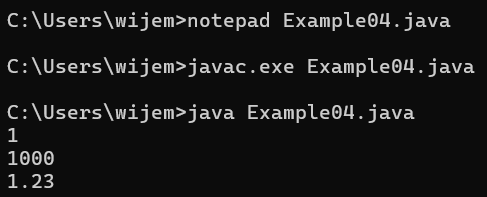 C:\Users\wijem>notepad Example04.java
C:\Users\wijem>javac.exe Example04.java
C:\Users\wijem>java Example04.java
1
1000
1.23